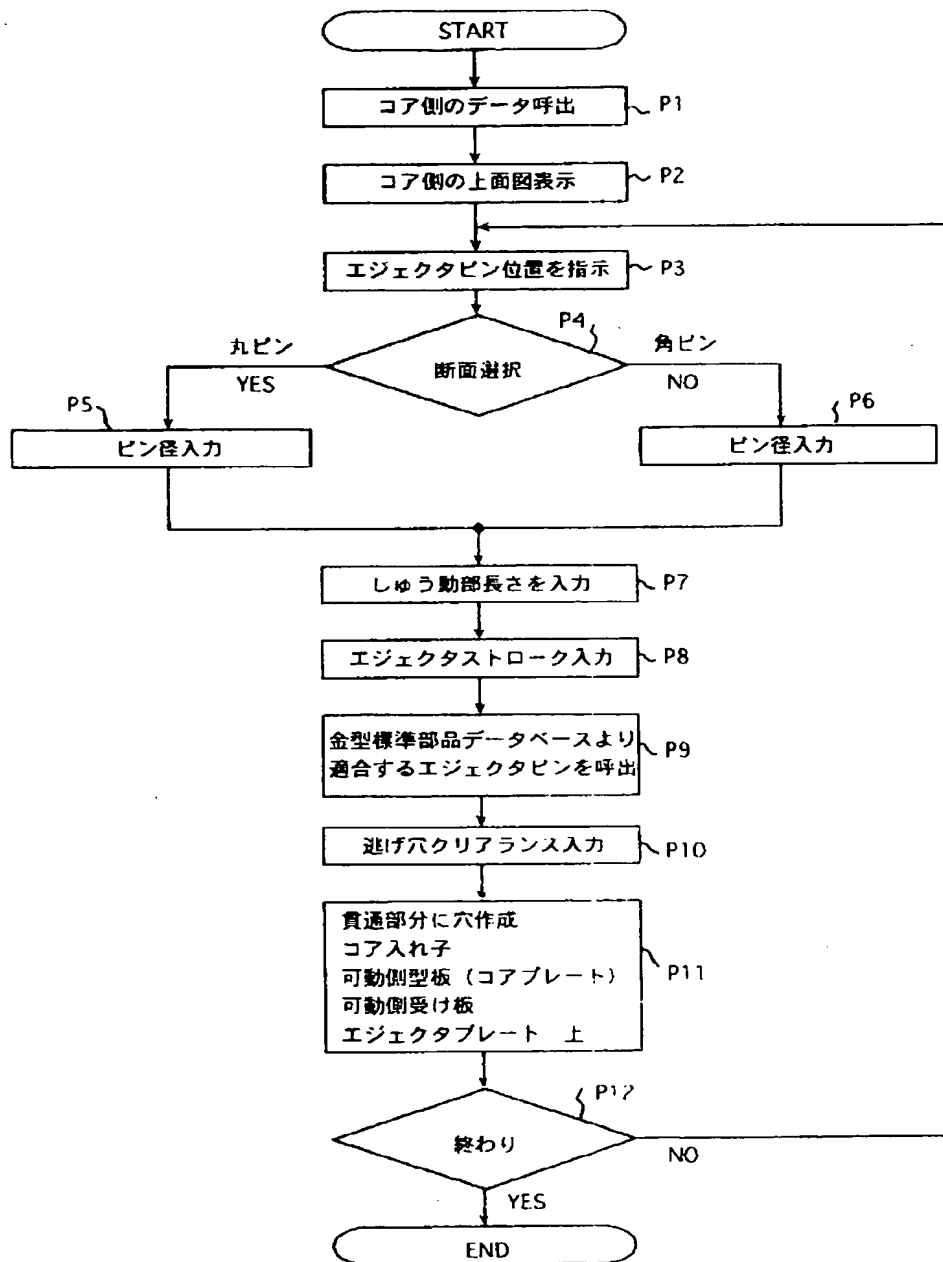 START
コア側のデータ呼出
P1
コア側の上面図表示
P2
エジェクタピン位置を指示
P3
P4
丸ピン
角ピン
断面選択
YES
NO
P5
P6
ピン径入力
ピン径入力
しゅう動部長さを入力
P7
エジェクタストローク入力
P8
金型標準部品データベースより
適合するエジェクタピンを呼出
P9
逃げ穴クリアランス入力
P10
貫通部分に穴作成
コア入れ子
可動側型板(コアプレート)
可動側受け板
エジェクタプレート 上
P11
P12
終わり
NO
YES
END